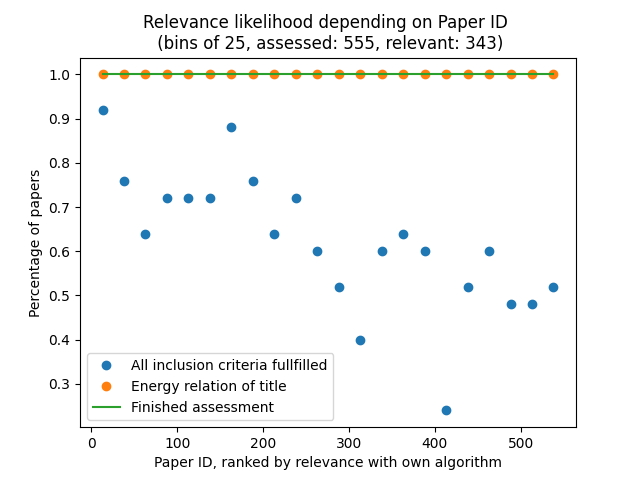 Relevance likelihood depending on Paper ID
(bins of 25, assessed: 555, relevant: 343)
1.0
0.9
0.8
0.7
0.6
0.5
0.4
0.3
Percentage of papers
All inclusion criteria fullfilled
Energy relation of title
Finished assessment
0 100 200 300 400 500
Paper ID, ranked by relevance with own algorithm